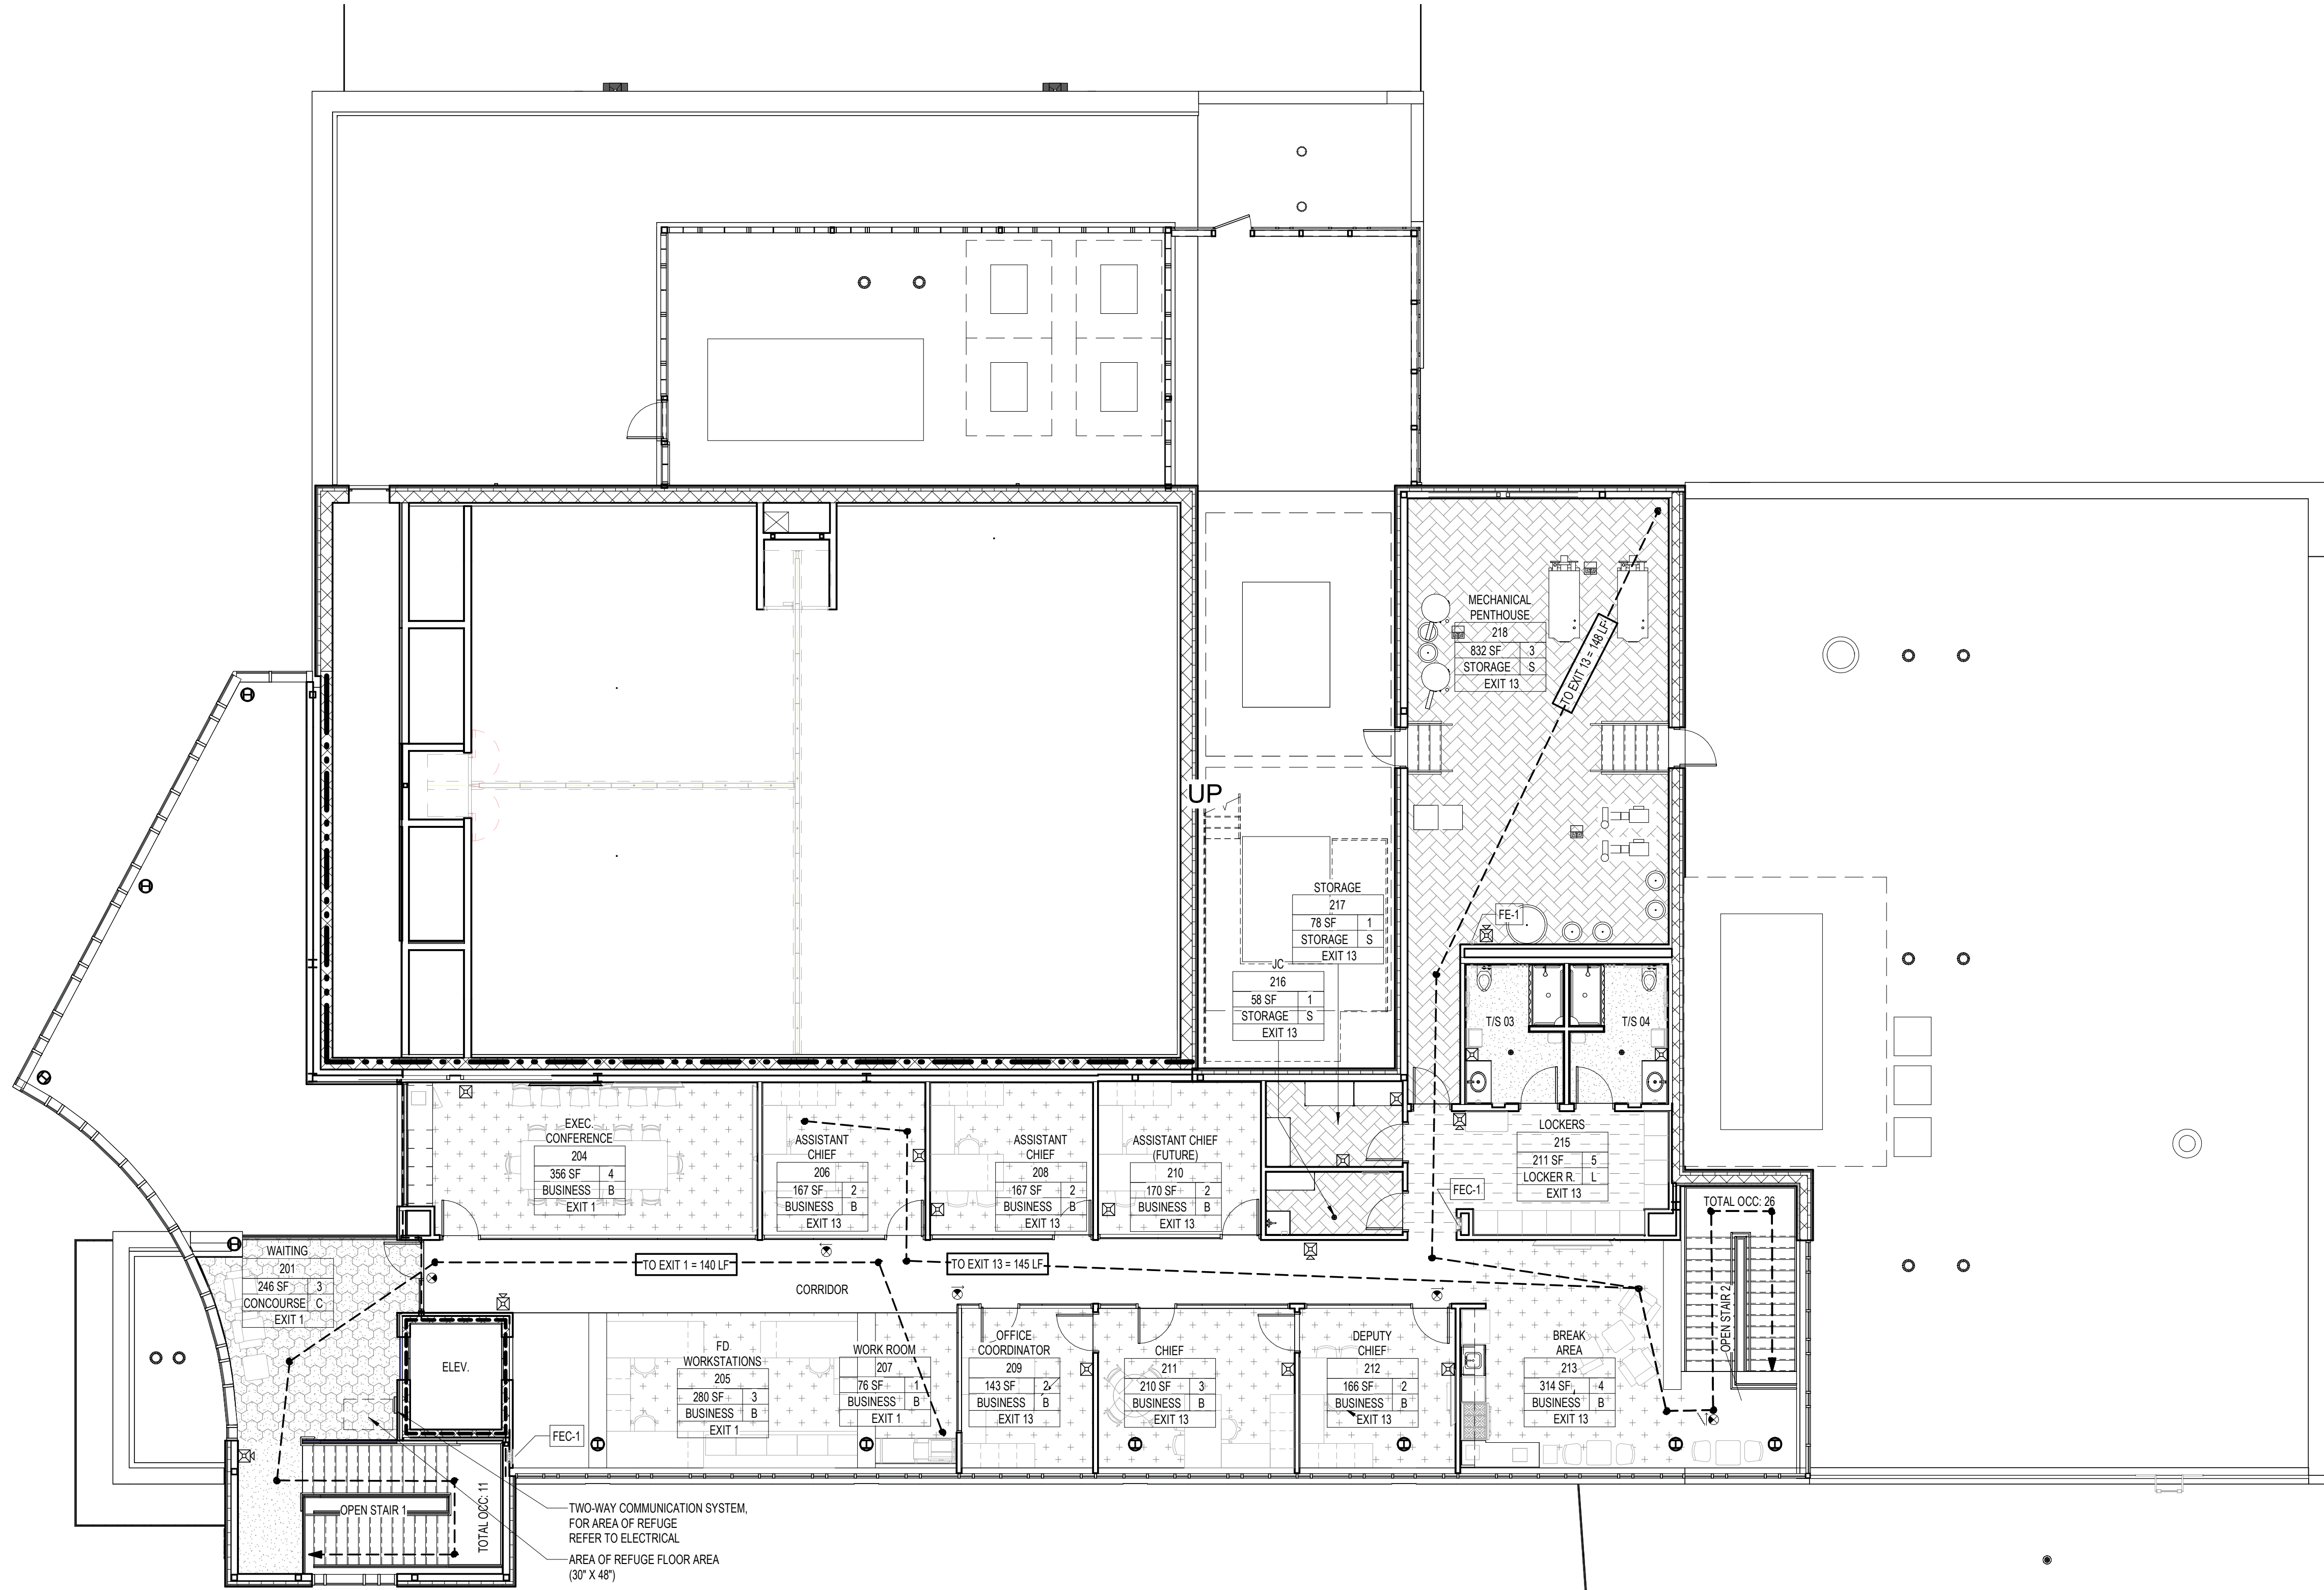 MECHANICAL
PENTHOUSE
218
832 SF 3
STORAGE S
EXIT 13
TO EXIT 13 = 148 LF
UP
STORAGE
217
78 SF 1
STORAGE S
EXIT 13
FE-1
JC
216
58 SF 1
STORAGE S
EXIT 13
T/S 03
T/S 04
EXEC.
CONFERENCE
204
356 SF 4
BUSINESS B
EXIT 1
ASSISTANT
CHIEF
206
167 SF 2
BUSINESS B
EXIT 13
ASSISTANT
CHIEF
208
167 SF 2
BUSINESS B
EXIT 13
ASSISTANT CHIEF
(FUTURE)
210
170 SF 2
BUSINESS B
EXIT 13
LOCKERS
215
211 SF 5
LOCKER R. L
EXIT 13
FEC-1
TOTAL OCC: 26
OPEN STAIR 2
WAITING
201
246 SF 3
CONCOURSE C
EXIT 1
TO EXIT 1 = 140 LF
TO EXIT 13 = 145 LF
CORRIDOR
ELEV.
FD
WORKSTATIONS
205
280 SF 3
BUSINESS B
EXIT 1
WORK ROOM
207
76 SF 1
BUSINESS B
EXIT 1
OFFICE
COORDINATOR
209
143 SF 2
BUSINESS B
EXIT 13
CHIEF
211
210 SF 3
BUSINESS B
EXIT 13
DEPUTY
CHIEF
212
166 SF 2
BUSINESS B
EXIT 13
BREAK
AREA
213
314 SF 4
BUSINESS B
EXIT 13
FEC-1
OPEN STAIR 1
TOTAL OCC: 11
TWO-WAY COMMUNICATION SYSTEM,
FOR AREA OF REFUGE
REFER TO ELECTRICAL
AREA OF REFUGE FLOOR AREA
(30" X 48")